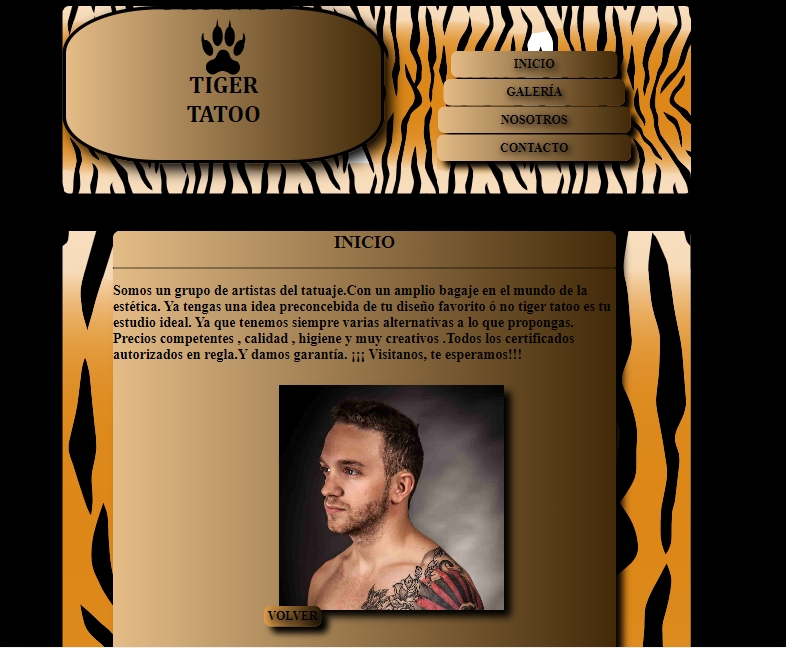 TIGER
TATOO
INICIO
GALERÍA
NOSOTROS
CONTACTO
INICIO
Somos un grupo de artistas del tatuaje.Con un amplio bagaje en el mundo de la
estética. Ya tengas una idea preconcebida de tu diseño favorito ó no tiger tatoo es tu
estudio ideal. Ya que tenemos siempre varias alternativas a lo que propongas.
Precios competentes , calidad , higiene y muy creativos .Todos los certificados
autorizados en regla.Y damos garantía. ¡¡¡ Visitanos, te esperamos!!!
VOLVER